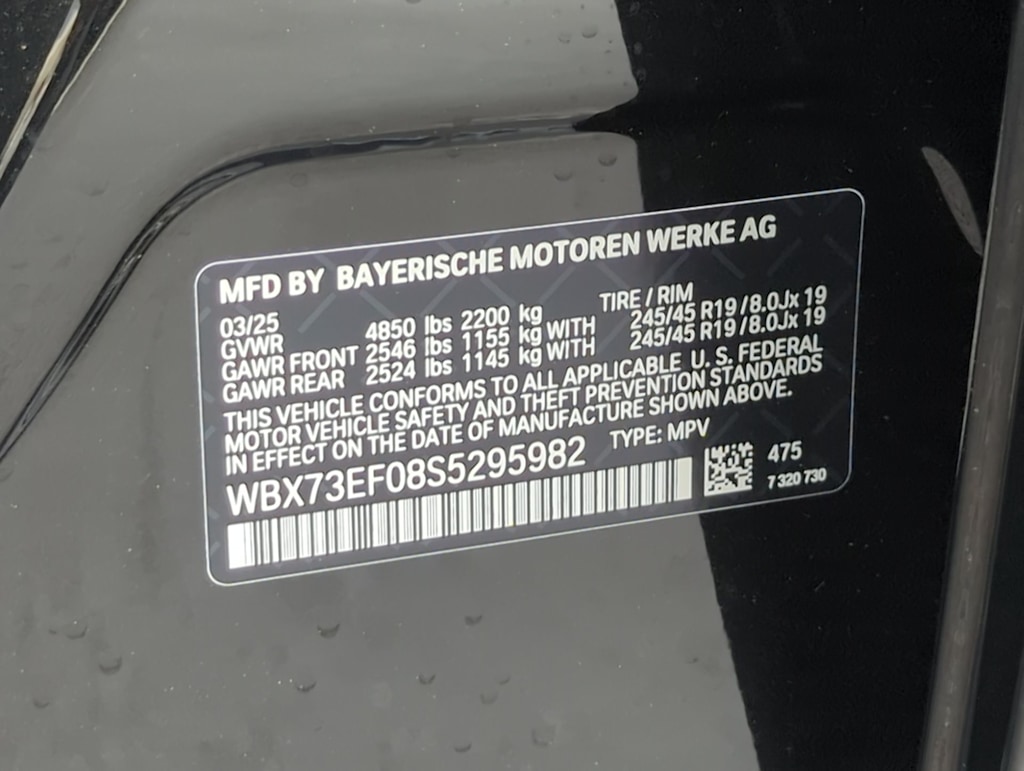 MFD BY BAYERISCHE MOTOREN WERKE AG
03/25 TIRE / RIM
GVWR 4850 lbs 2200 kg
GAWR FRONT 2546 lbs 1155 kg WITH 245/45 R19 / 8.0Jx 19
GAWR REAR 2524 lbs 1145 kg WITH 245/45 R19 / 8.0Jx 19
THIS VEHICLE CONFORMS TO ALL APPLICABLE U. S. FEDERAL
MOTOR VEHICLE SAFETY AND THEFT PREVENTION STANDARDS
IN EFFECT ON THE DATE OF MANUFACTURE SHOWN ABOVE.
WBX73EF08S5295982 TYPE: MPV
475
7 320 730